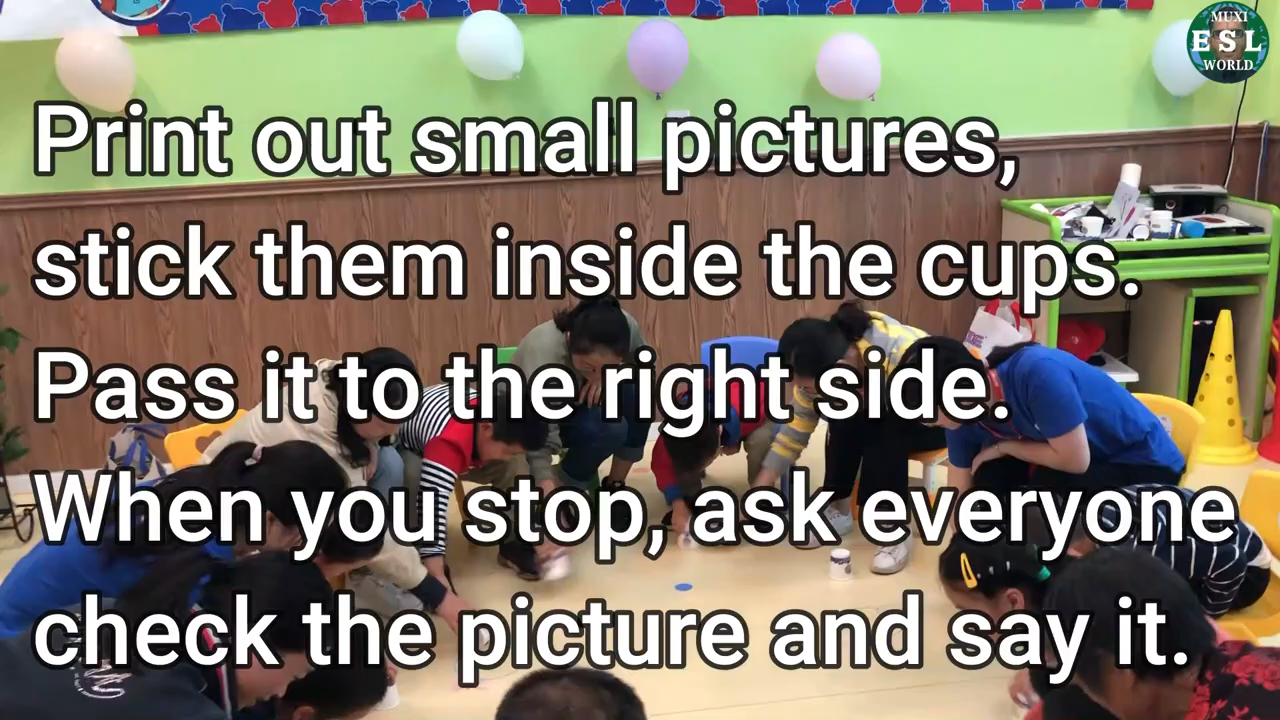 MUXI
ESL
WORLD
Print out small pictures,
stick them inside the cups.
Pass it to the right side.
When you stop, ask everyone
check the picture and say it.